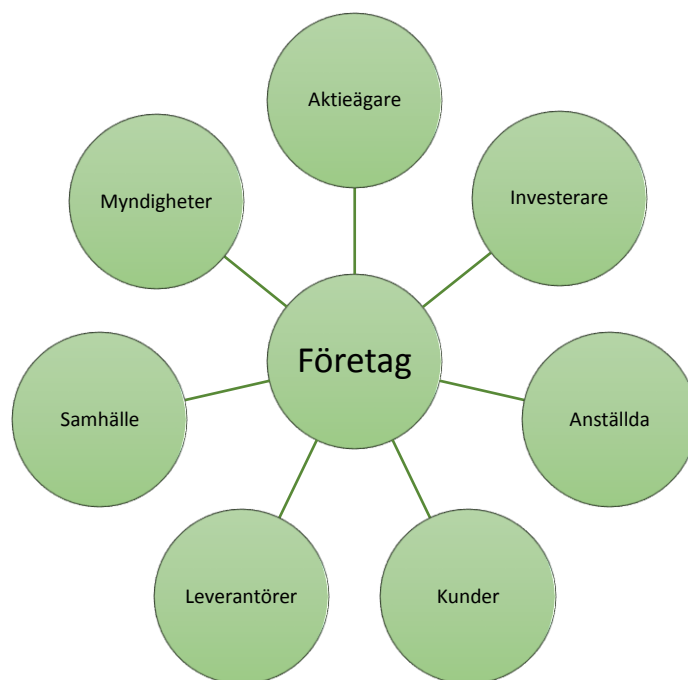 Aktieägare
Investerare
Myndigheter
Företag
Anställda
Samhälle
Kunder
Leverantörer